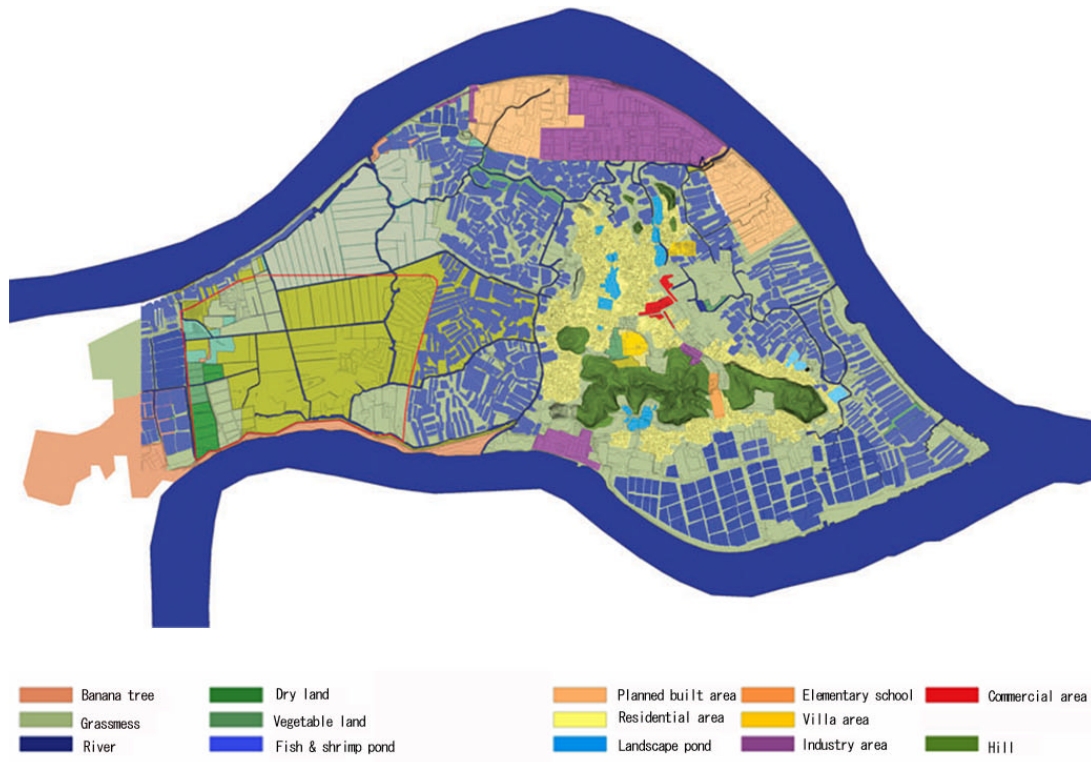 Banana tree
Dry land
Planned built area
Elementary school
Commercial area
Grassmess
Vegetable land
Residential area
Villa area
River
Fish & shrimp pond
Landscape pond
Industry area
Hill